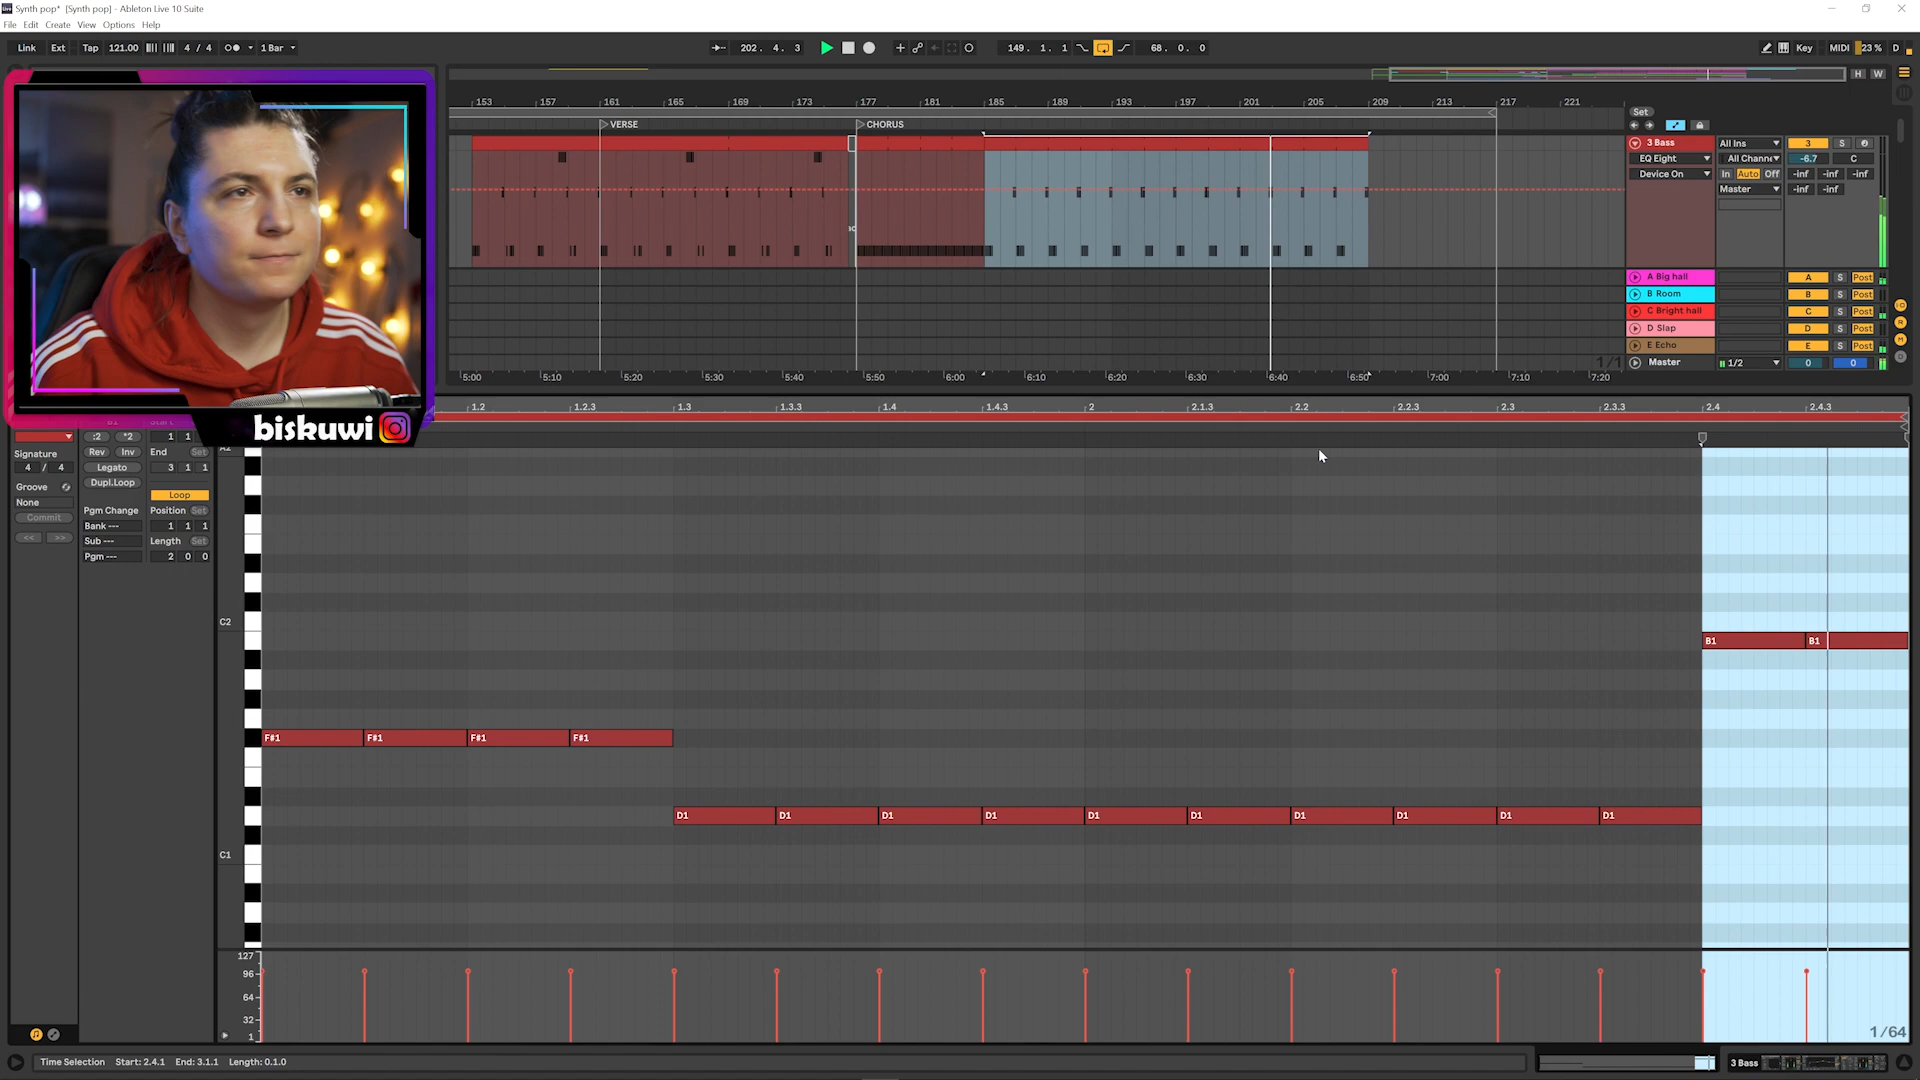 Synth pop* [Synth pop] - Ableton Live 10 Suite
File Edit Create View Options Help
Link Ext Tap 121.00 4 / 4 1 Bar 202. 4. 3 149. 1. 1 68. 0. 0 Key MIDI 23 % D
H W
153 157 161 165 169 173 177 181 185 189 193 197 201 205 209 213 217 221
Set
VERSE CHORUS
3 Bass All Ins 3 S
EQ Eight All Channe -6.7 C
Device On In Auto Off -inf -inf -inf
Master -inf -inf
A Big hall A S Post
B Room B S Post
C Bright hall C S Post
D Slap D S Post
E Echo E S Post
1/1 Master 1/2 0 0
5:00 5:10 5:20 5:30 5:40 5:50 6:00 6:10 6:20 6:30 6:40 6:50 7:00 7:10 7:20
biskuwi
1.2 1.2.3 1.3 1.3.3 1.4 1.4.3 2 2.1.3 2.2 2.2.3 2.3 2.3.3 2.4 2.4.3
:2 *2 1 1
Signature Rev Inv End Set
4 / 4 Legato 3 1 1
Groove Dupl.Loop
None Loop
Commit Pgm Change Position Set
Bank --- 1 1 1
<< >> Sub --- Length Set
Pgm --- 2 0 0
C2
B1 B1
F#1 F#1 F#1 F#1
D1 D1 D1 D1 D1 D1 D1 D1 D1 D1
C1
127
96
64
32
1
1/64
Time Selection Start: 2.4.1 End: 3.1.1 Length: 0.1.0 3 Bass